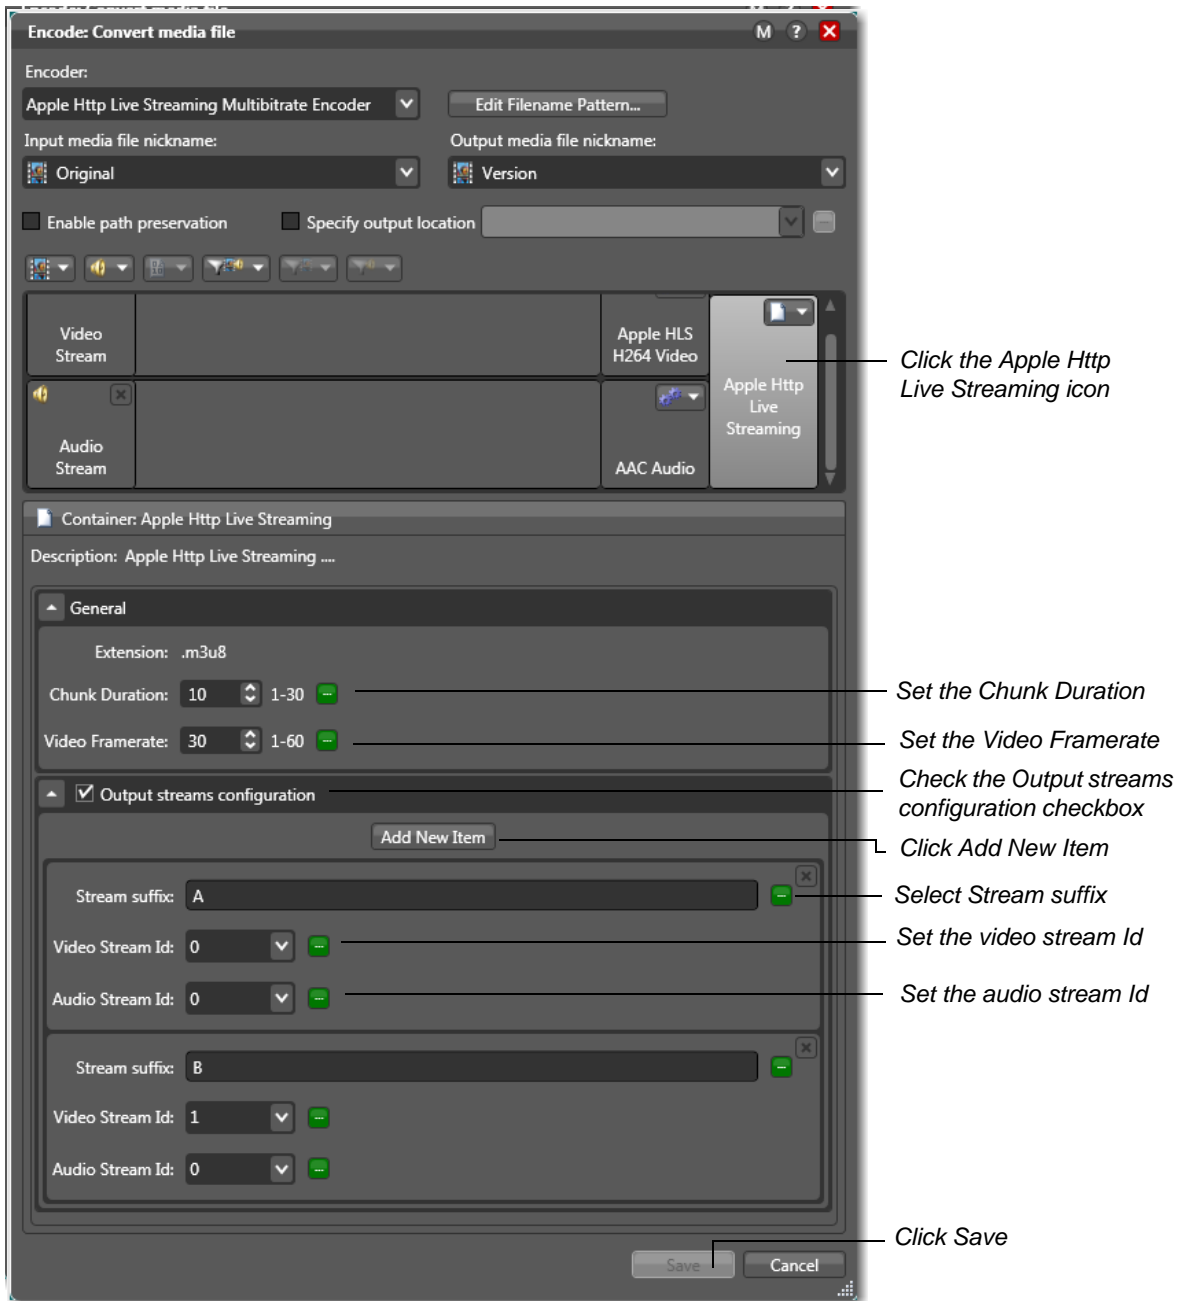 Encode: Convert media file M ? X
Encoder:
Apple Http Live Streaming Multibitrate Encoder
Edit Filename Pattern...
Input media file nickname:
Output media file nickname:
Original
Version
Enable path preservation
Specify output location
Video
Stream
Apple HLS
H264 Video
Apple Http
Live
Streaming
Click the Apple Http
Live Streaming icon
Audio
Stream
AAC Audio
Container: Apple Http Live Streaming
Description: Apple Http Live Streaming ....
General
Extension: .m3u8
Chunk Duration: 10 1-30
Set the Chunk Duration
Video Framerate: 30 1-60
Set the Video Framerate
Output streams configuration
Check the Output streams
configuration checkbox
Add New Item
Click Add New Item
Stream suffix: A
Select Stream suffix
Video Stream Id: 0
Set the video stream Id
Audio Stream Id: 0
Set the audio stream Id
Stream suffix: B
Video Stream Id: 1
Audio Stream Id: 0
Click Save
Save
Cancel